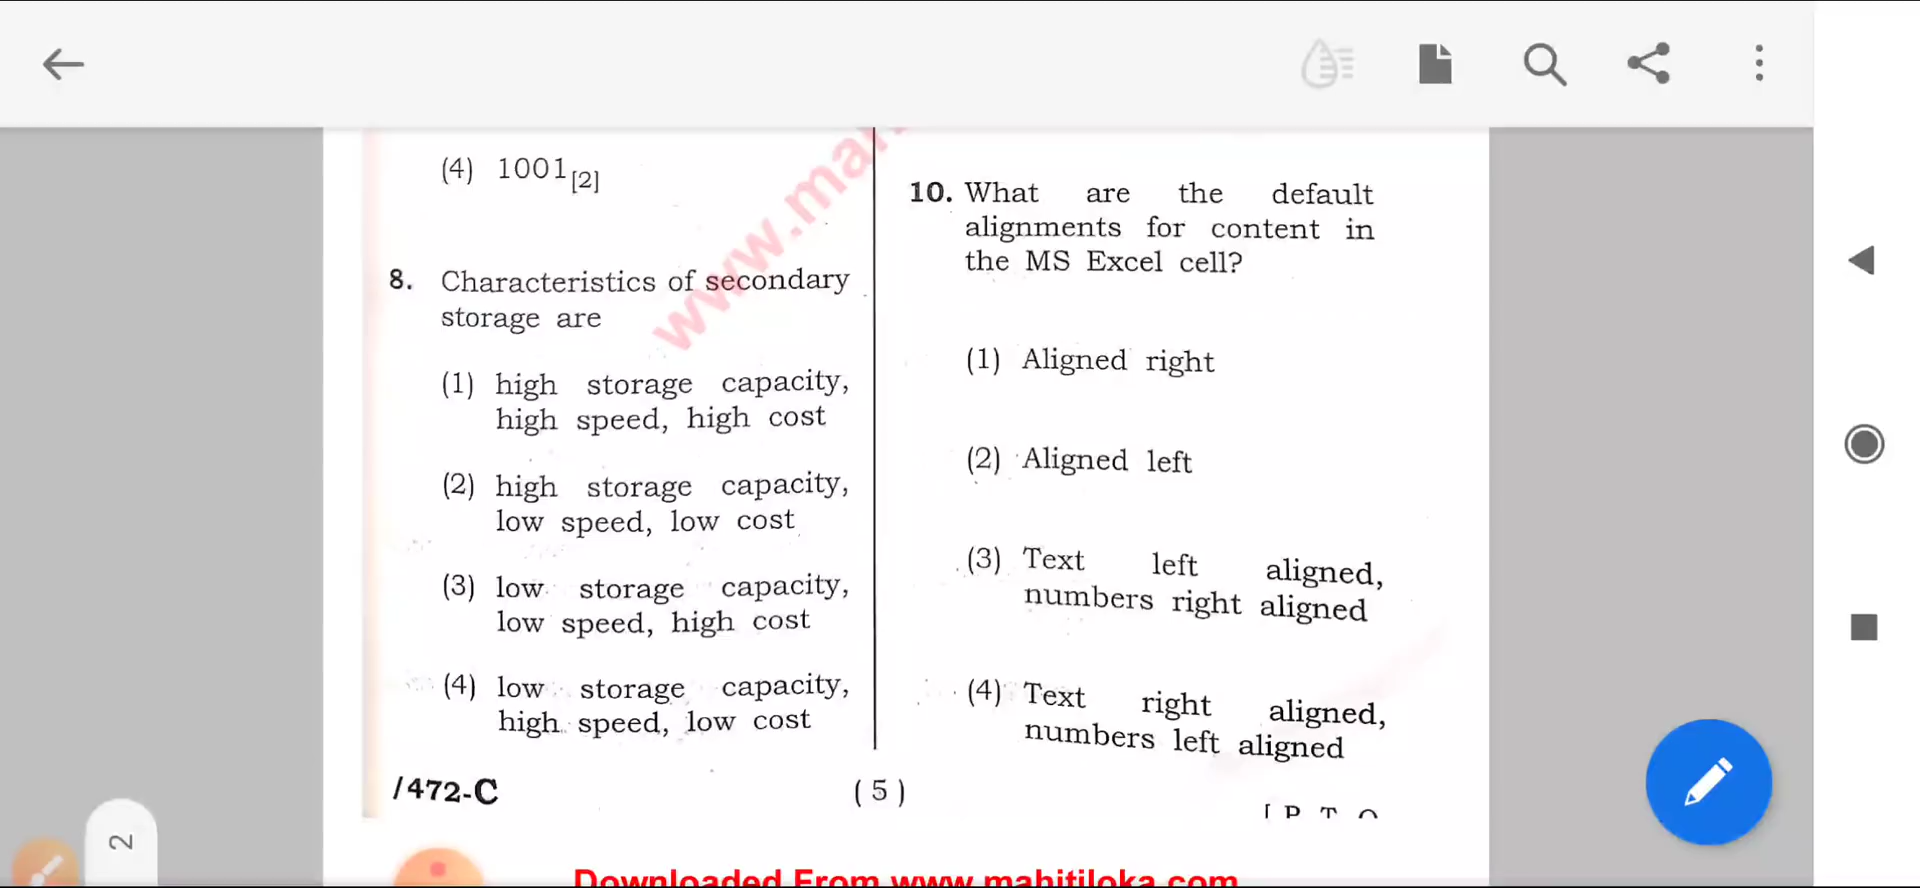 (4) 1001[2]
8. Characteristics of secondary
storage are
(1) high storage capacity,
high speed, high cost
(2) high storage capacity,
low speed, low cost
(3) low storage capacity,
low speed, high cost
(4) low storage capacity,
high speed, low cost
/472-C
( 5 )
10. What are the default
alignments for content in
the MS Excel cell?
(1) Aligned right
(2) Aligned left
(3) Text left aligned,
numbers right aligned
(4) Text right aligned,
numbers left aligned
[ P T O
www.ma
2
Downloaded From www.mahitiloka.com